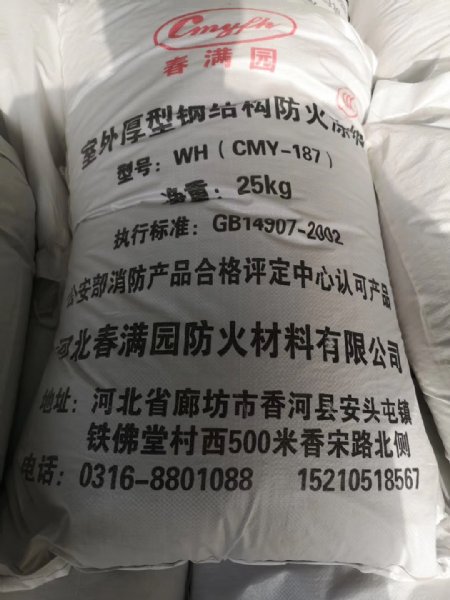 Cmyfh
春满园
室外厚型钢结构防火涂料
型号：WH（CMY-187）
净重：25kg
执行标准：GB14907-2002
公安部消防产品合格评定中心认可产品
河北春满园防火材料有限公司
地址：河北省廊坊市香河县安头屯镇
铁佛堂村西500米香宋路北侧
电话：0316-8801088 15210518567